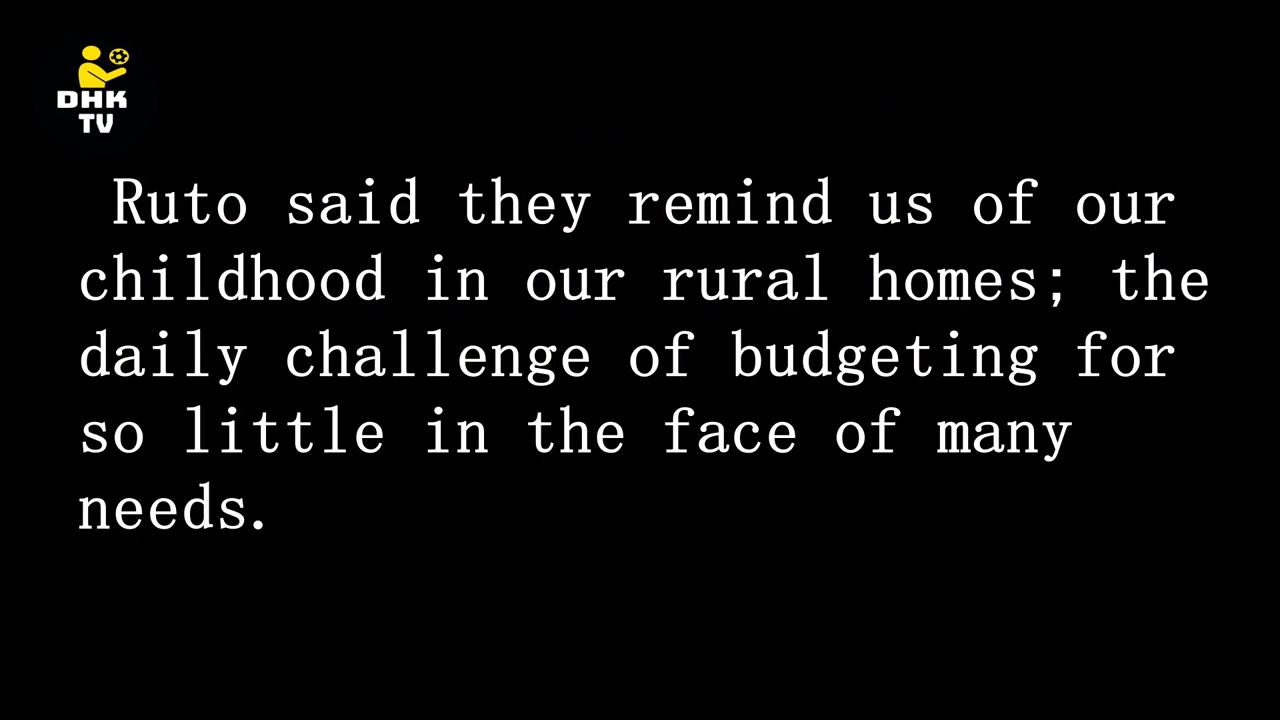 DHK
TV
Ruto said they remind us of our
childhood in our rural homes; the
daily challenge of budgeting for
so little in the face of many
needs.